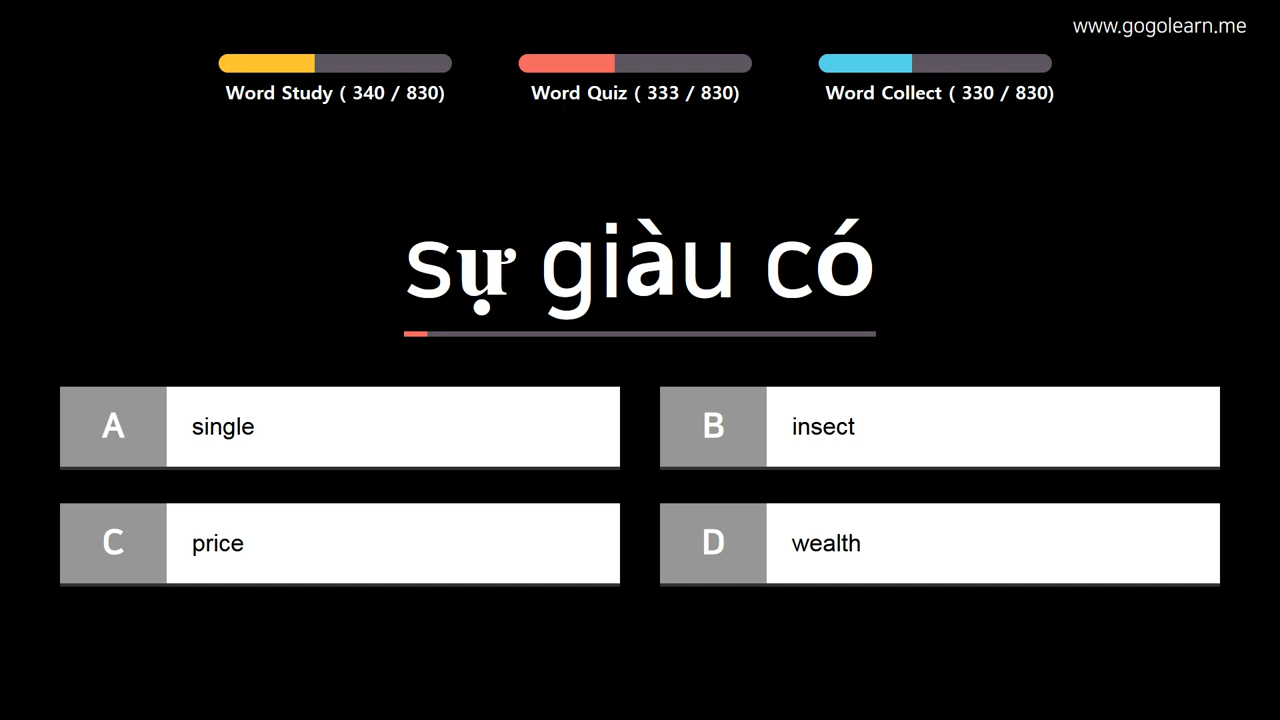 www.gogolearn.me
Word Study ( 340 / 830)
Word Quiz ( 333 / 830)
Word Collect ( 330 / 830)
sự giàu có
A single
B insect
C price
D wealth